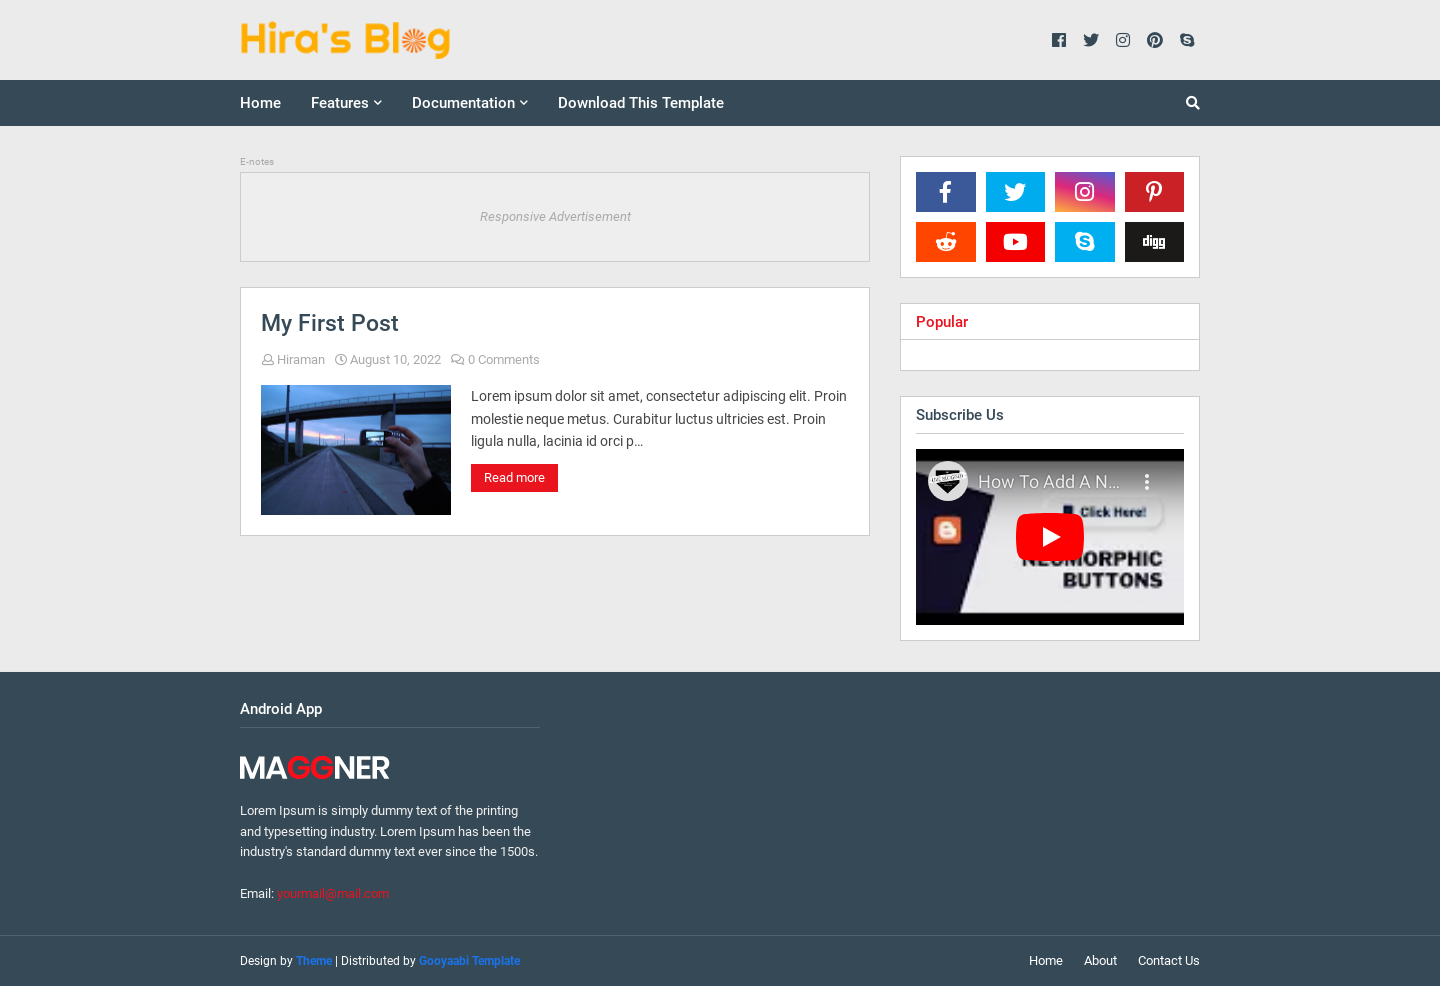 Hira's Blog
Home
Features
Documentation
Download This Template
E-notes
Responsive Advertisement
My First Post
Hiraman
August 10, 2022
0 Comments
Lorem ipsum dolor sit amet, consectetur adipiscing elit. Proin
molestie neque metus. Curabitur luctus ultricies est. Proin
ligula nulla, lacinia id orci p…
Read more
digg
Popular
Subscribe Us
How To Add A N…
Click Here!
NEUMORPHIC
BUTTONS
Android App
MAGGNER
Lorem Ipsum is simply dummy text of the printing
and typesetting industry. Lorem Ipsum has been the
industry's standard dummy text ever since the 1500s.
Email: yourmail@mail.com
Design by Theme | Distributed by Gooyaabi Template
Home
About
Contact Us